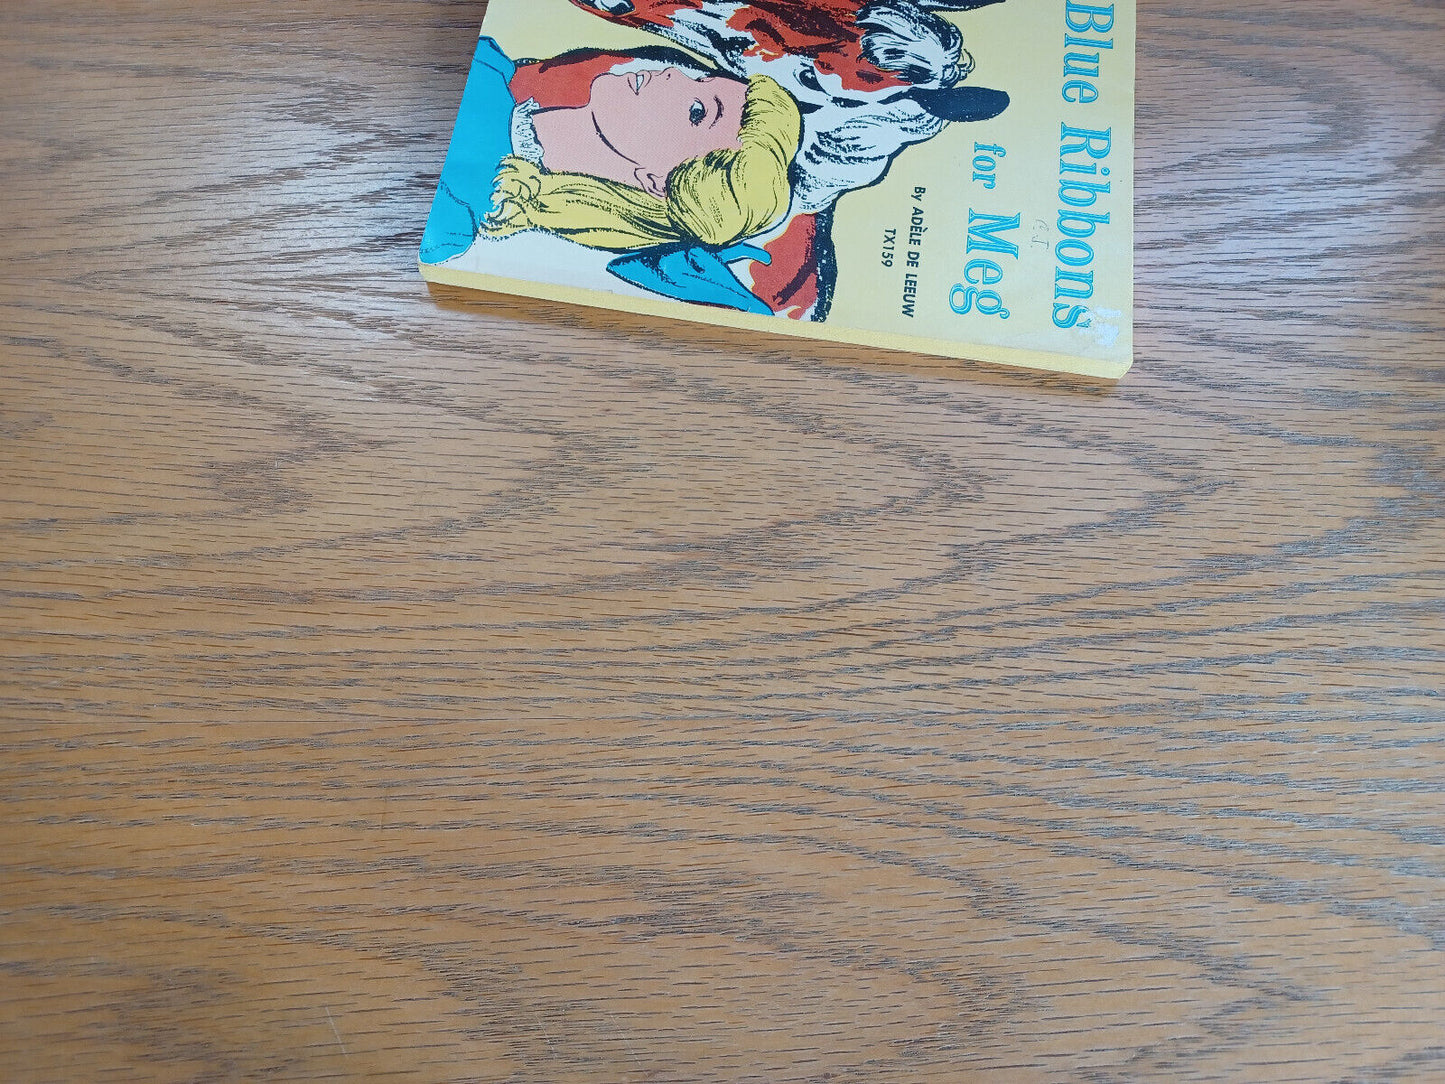 Blue Ribbons
for Meg
By ADÈLE DE LEEUW
TX159